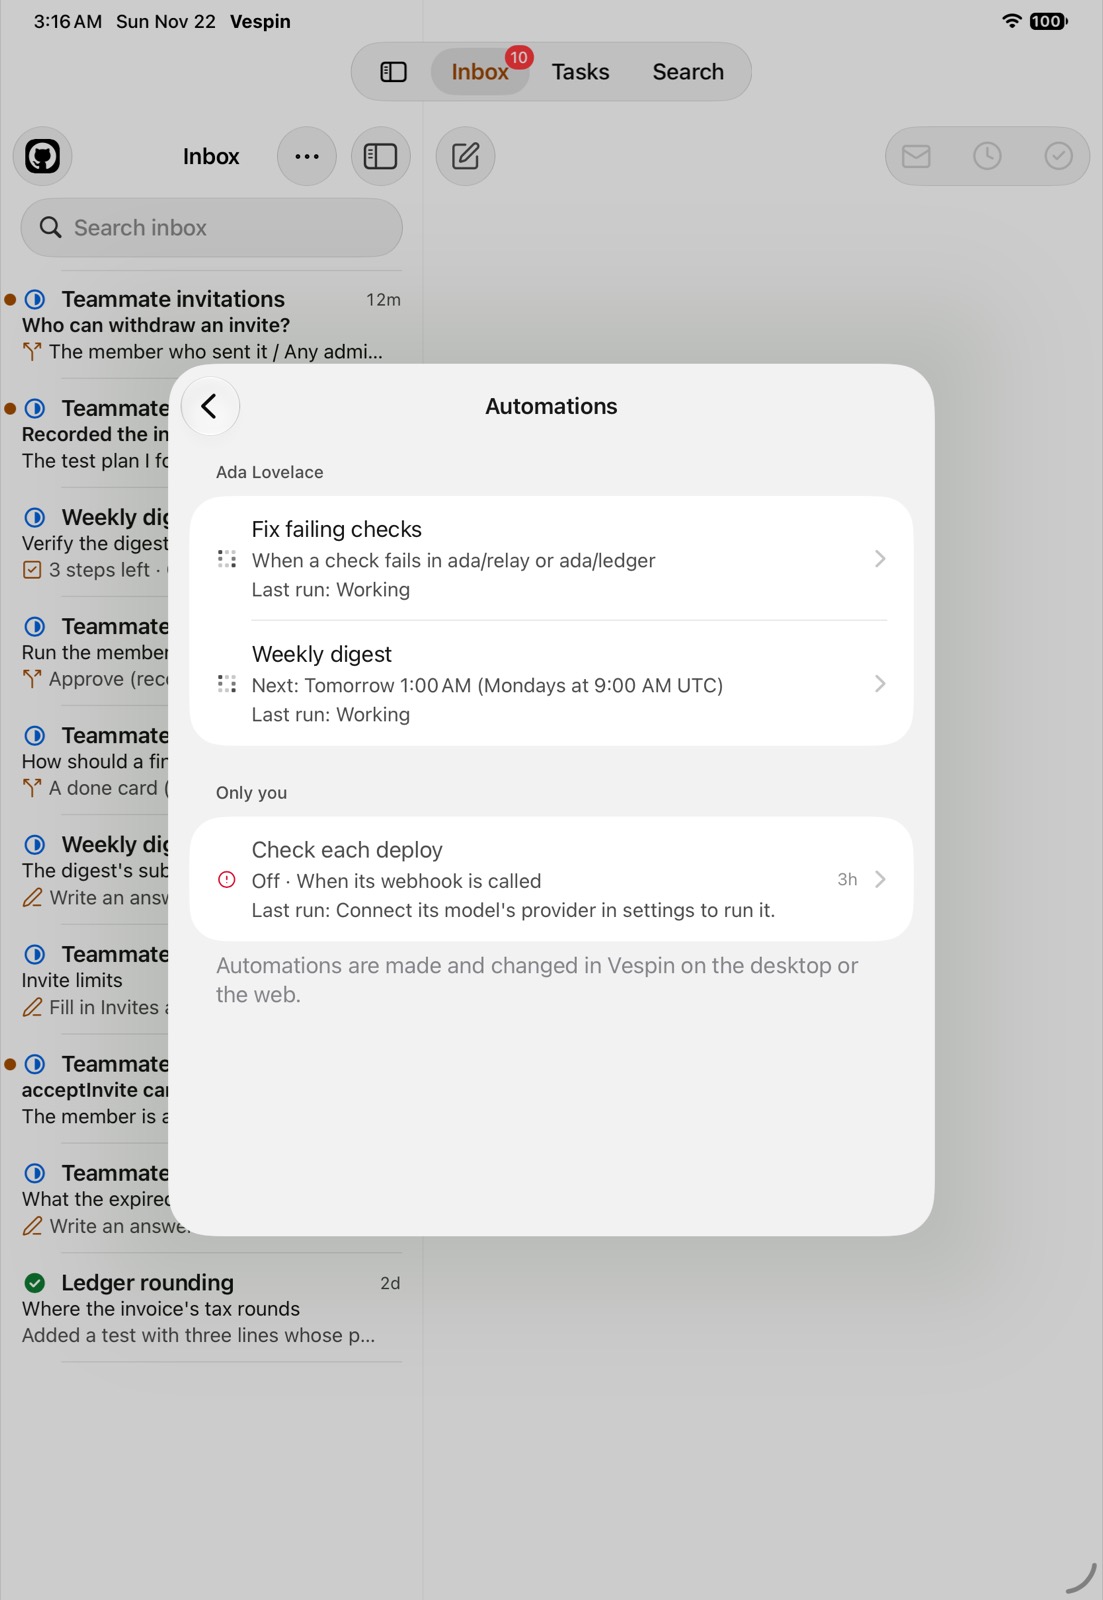 3:16 AM Sun Nov 22 Vespin
100
Inbox
10
Tasks
Search
Inbox
Search inbox
Teammate invitations
12m
Who can withdraw an invite?
The member who sent it / Any admi...
Teammate
Recorded the in
The test plan I fo
Weekly dig
Verify the digest
3 steps left ·
Teammate
Run the member
Approve (rec
Teammate
How should a fir
A done card (
Weekly dig
The digest's sub
Write an answ
Teammate
Invite limits
Fill in Invites a
Teammate
acceptInvite ca
The member is a
Teammate
What the expired
Write an answe
Ledger rounding
2d
Where the invoice's tax rounds
Added a test with three lines whose p...
Automations
Ada Lovelace
Fix failing checks
When a check fails in ada/relay or ada/ledger
Last run: Working
Weekly digest
Next: Tomorrow 1:00 AM (Mondays at 9:00 AM UTC)
Last run: Working
Only you
Check each deploy
Off · When its webhook is called
3h
Last run: Connect its model's provider in settings to run it.
Automations are made and changed in Vespin on the desktop or
the web.